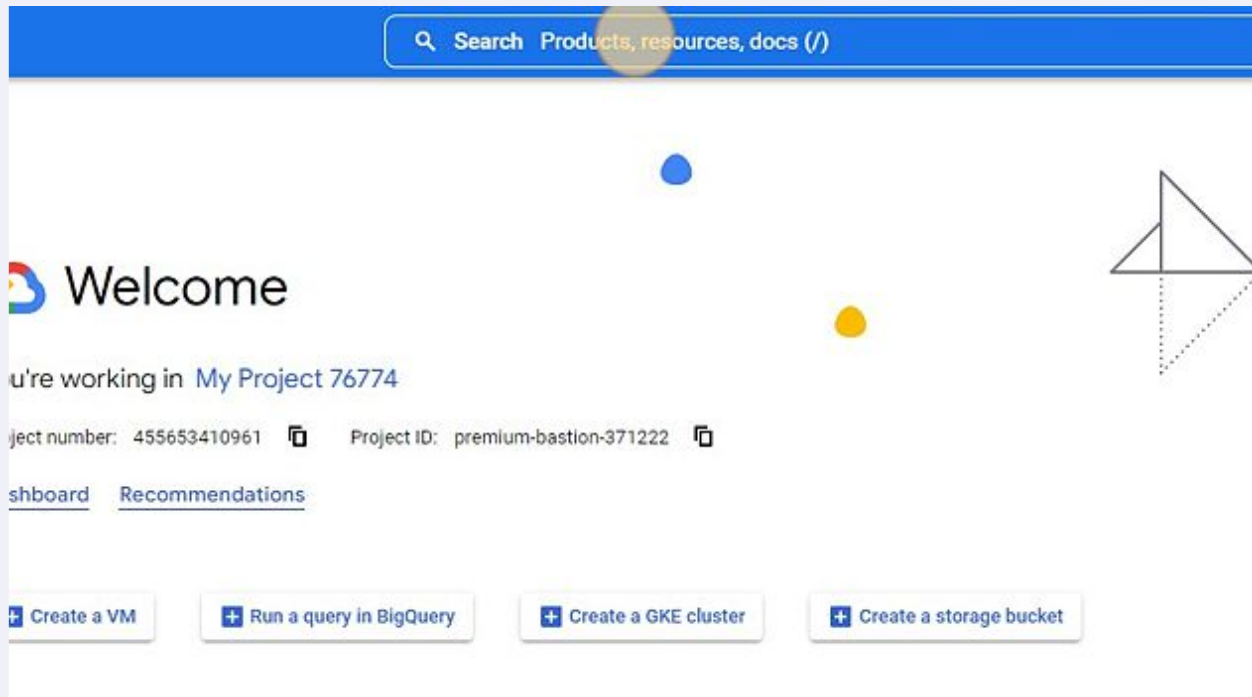 Search Products, resources, docs (/)
Welcome
u're working in My Project 76774
ject number: 455653410961 Project ID: premium-bastion-371222
shboard Recommendations
Create a VM Run a query in BigQuery Create a GKE cluster Create a storage bucket